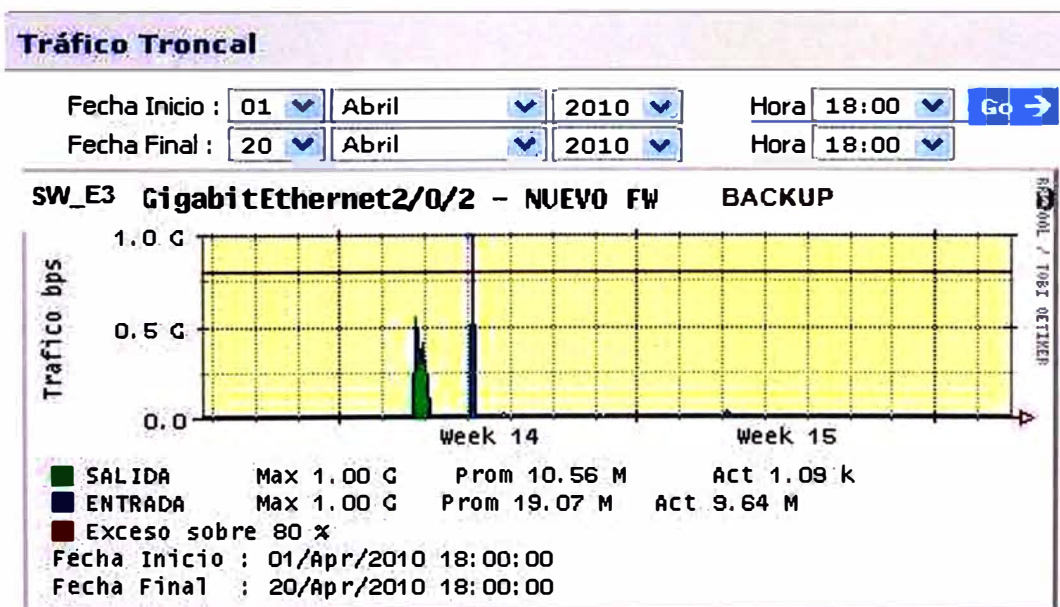 Tráfico Troncal
Fecha Inicio : 01 Abril 2010 Hora 18:00 Go
Fecha Final : 20 Abril 2010 Hora 18:00
SW_E3 GigabitEthernet2/0/2 - NUEVO FW BACKUP
1.0 G
0.5 G
0.0
Trafico bps
Week 14 Week 15
/ TOBI OETIKER
SALIDA Max 1.00 G Prom 10.56 M Act 1.09 k
ENTRADA Max 1.00 G Prom 19.07 M Act 9.64 M
Exceso sobre 80 %
Fecha Inicio : 01/Apr/2010 18:00:00
Fecha Final : 20/Apr/2010 18:00:00